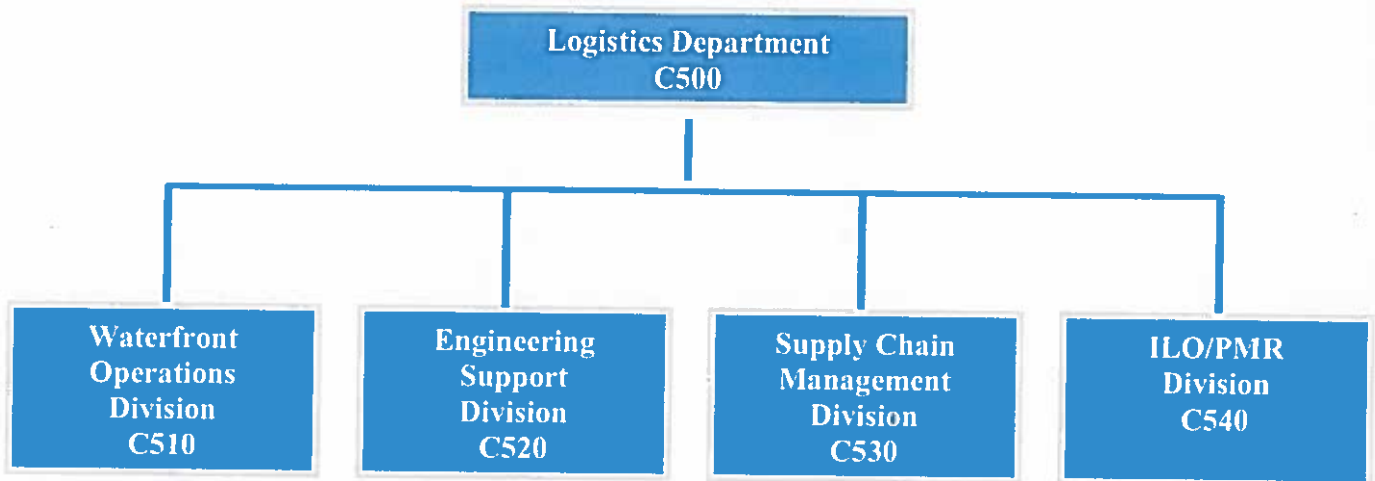 Logistics Department
C500
Waterfront
Operations
Division
C510
Engineering
Support
Division
C520
Supply Chain
Management
Division
C530
ILO/PMR
Division
C540